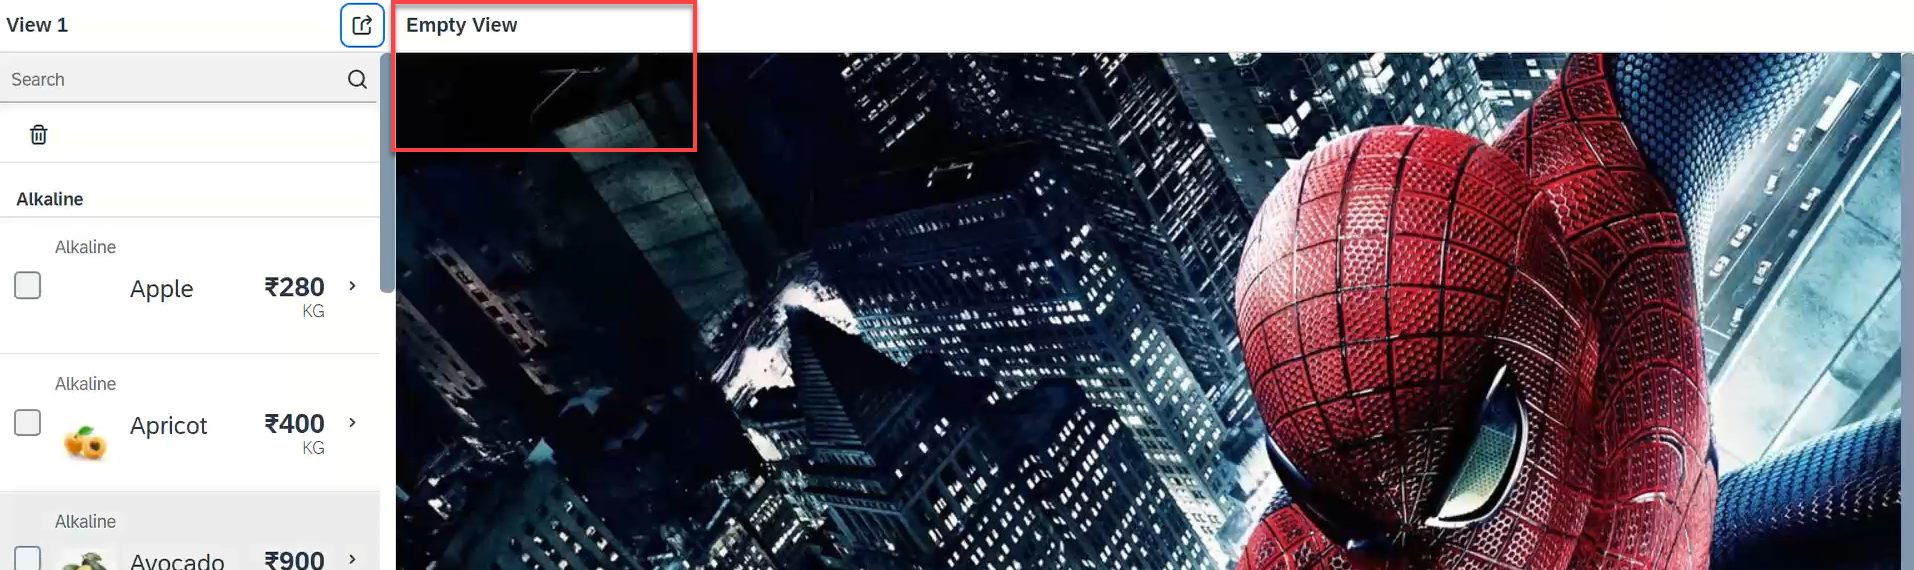 View 1
Empty View
Search
Alkaline
Alkaline
Apple ₹280
KG
Alkaline
Apricot ₹400
KG
Alkaline
Avocado ₹900